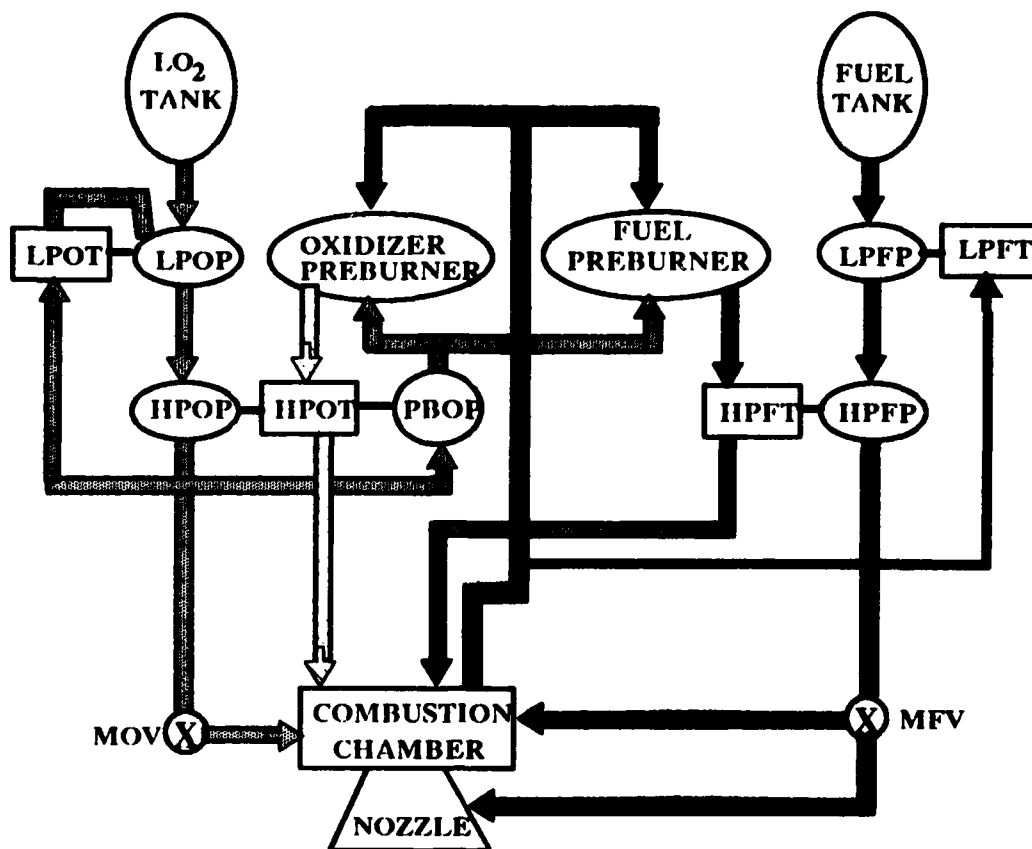 LO2
TANK
FUEL
TANK
OXIDIZER
PREBURNER
FUEL
PREBURNER
LPOT
LPOP
LPFP
LPFT
HPOP
HPOT
PBOP
HPFT
HPFP
MOV
X
COMBUSTION
CHAMBER
X
MFV
NOZZLE